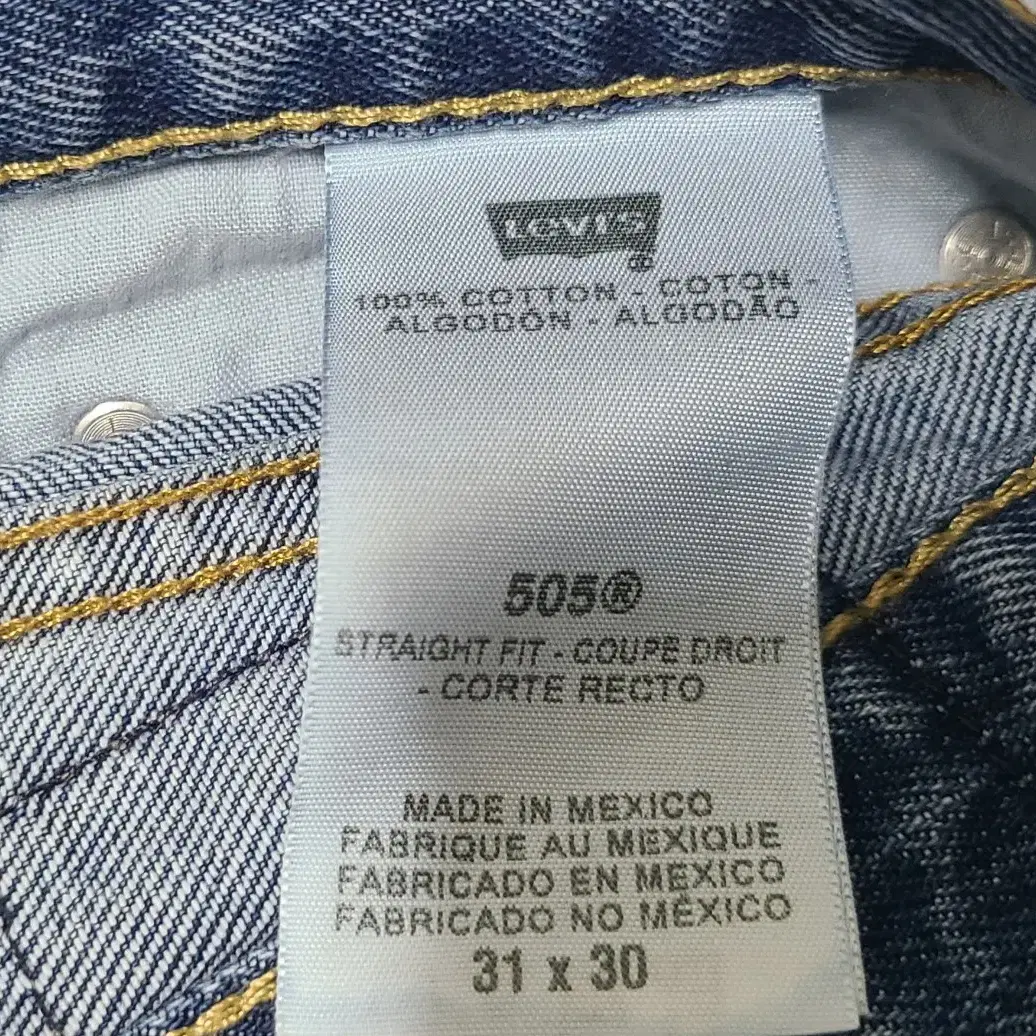 LEVI'S
®
100% COTTON - COTON -
ALGODON - ALGODÃO
505®
STRAIGHT FIT - COUPE DROIT
- CORTE RECTO
MADE IN MEXICO
FABRIQUE AU MEXIQUE
FABRICADO EN MEXICO
FABRICADO NO MÉXICO
31 x 30